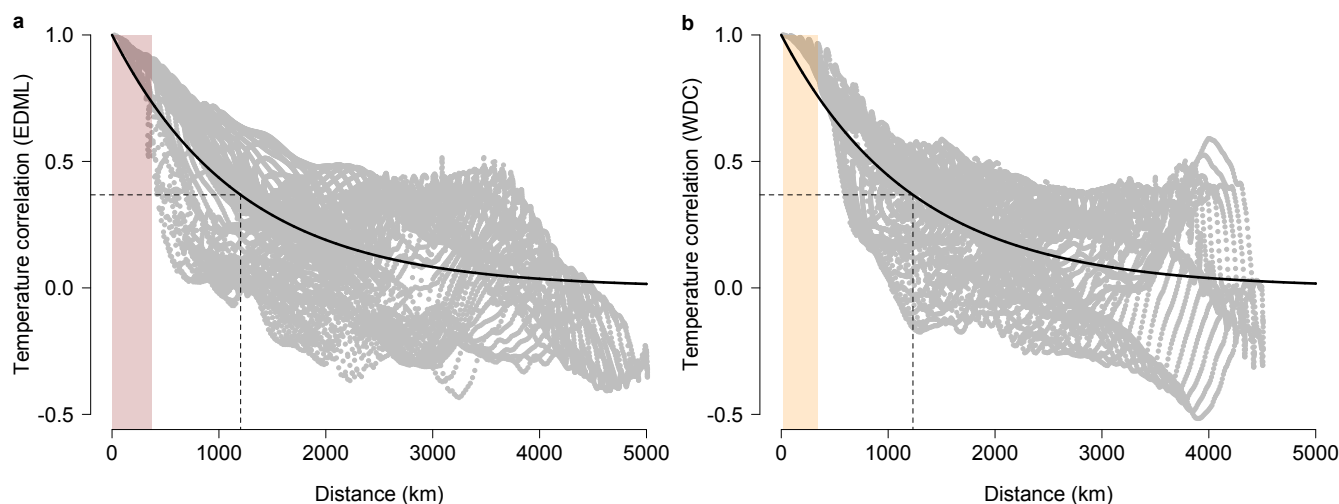 a
Temperature correlation (EDML)
1.0
0.5
0.0
-0.5
0 1000 2000 3000 4000 5000
Distance (km)
b
Temperature correlation (WDC)
1.0
0.5
0.0
-0.5
0 1000 2000 3000 4000 5000
Distance (km)